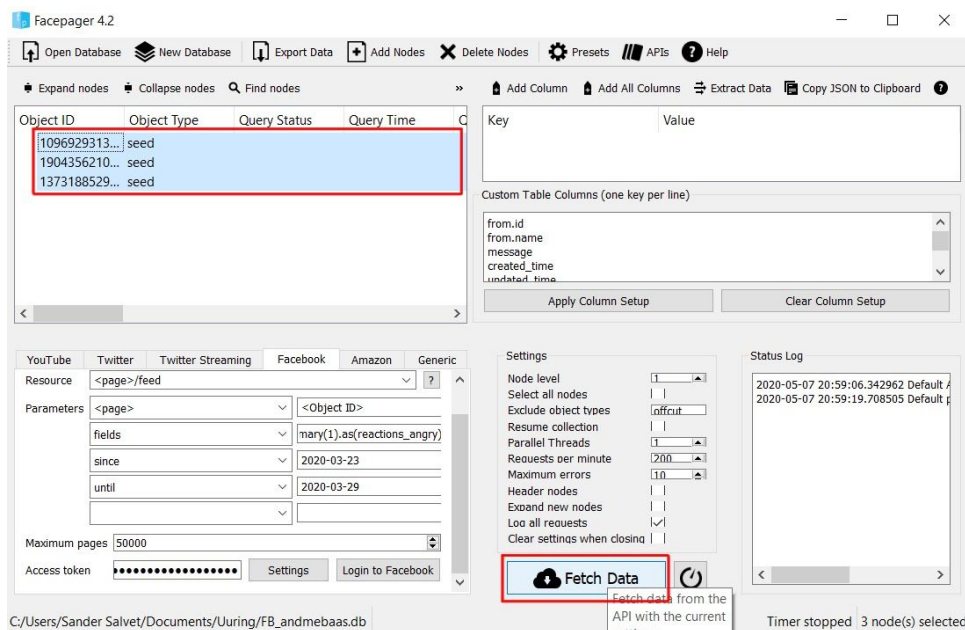 Facepager 4.2
Open Database New Database Export Data Add Nodes Delete Nodes Presets APIs Help
Expand nodes Collapse nodes Find nodes »
Add Column Add All Columns Extract Data Copy JSON to Clipboard
Object ID Object Type Query Status Query Time
1096929313... seed
1904356210... seed
1373188529... seed
Key Value
Custom Table Columns (one key per line)
from.id
from.name
message
created_time
updated_time
Apply Column Setup Clear Column Setup
YouTube Twitter Twitter Streaming Facebook Amazon Generic
Resource <page>/feed ?
Parameters <page> <Object ID>
fields mary(1).as(reactions_angry)
since 2020-03-23
until 2020-03-29
Maximum pages 50000
Access token Settings Login to Facebook
Settings
Node level 1
Select all nodes
Exclude object types offcut
Resume collection
Parallel Threads 1
Requests per minute 200
Maximum errors 10
Header nodes
Expand new nodes
Log all requests
Clear settings when closing
Fetch Data
Fetch data from the
API with the current
Status Log
2020-05-07 20:59:06.342962 Default
2020-05-07 20:59:19.708505 Default
C:/Users/Sander Salvet/Documents/Uuring/FB_andmebaas.db
Timer stopped 3 node(s) selected